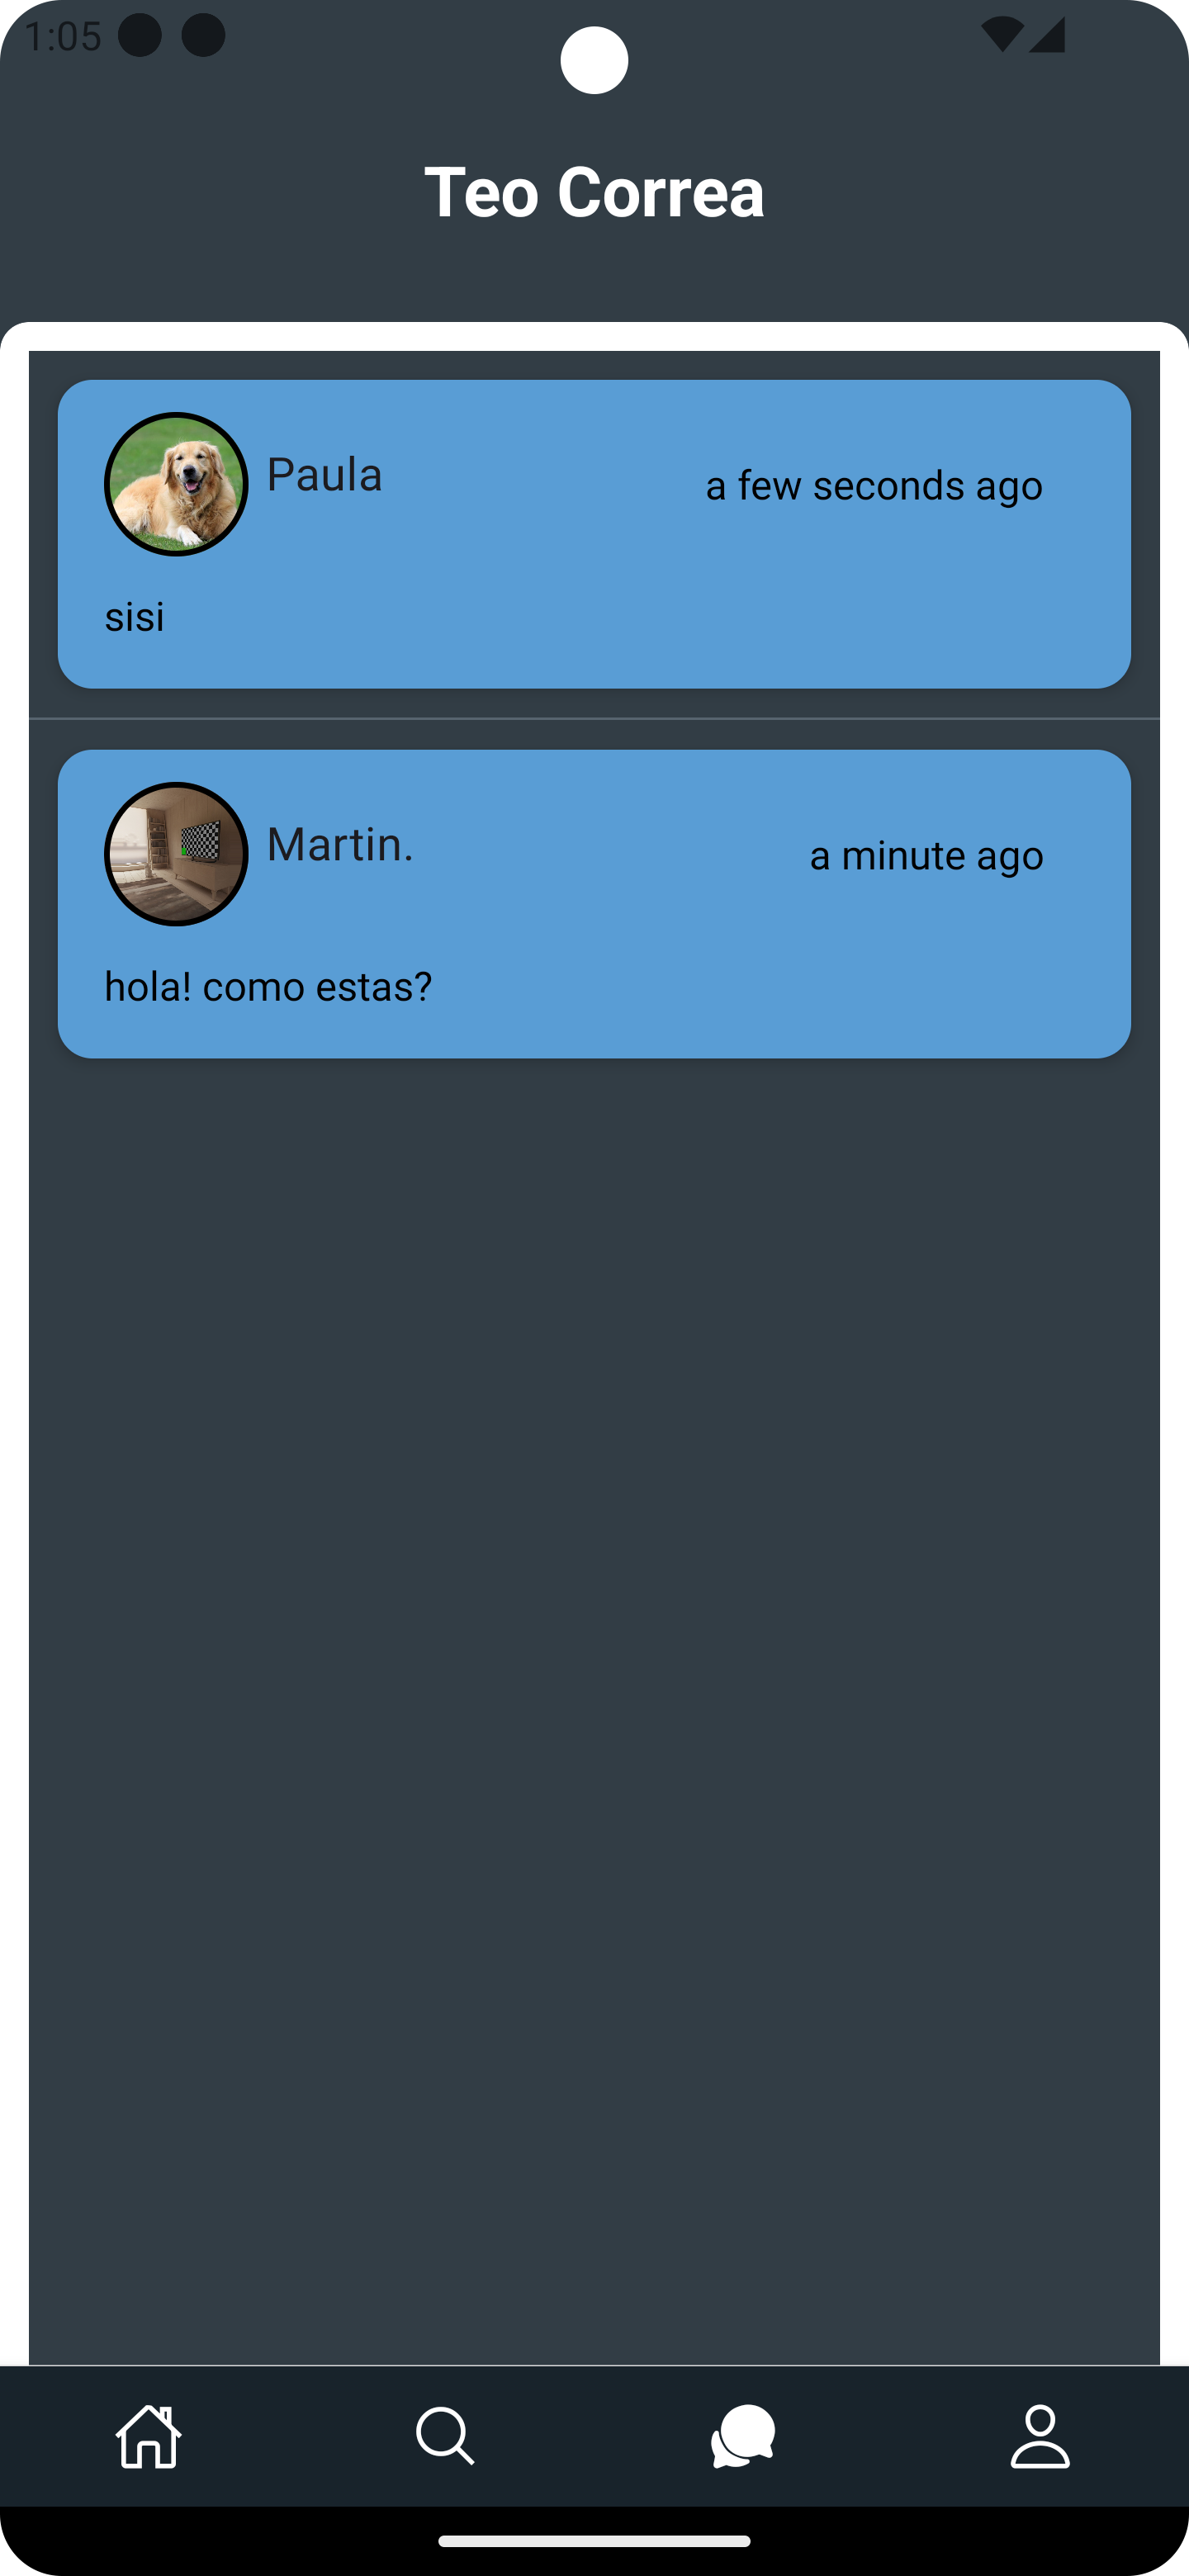 1:05
Teo Correa
Paula
a few seconds ago
sisi
Martin.
a minute ago
hola! como estas?